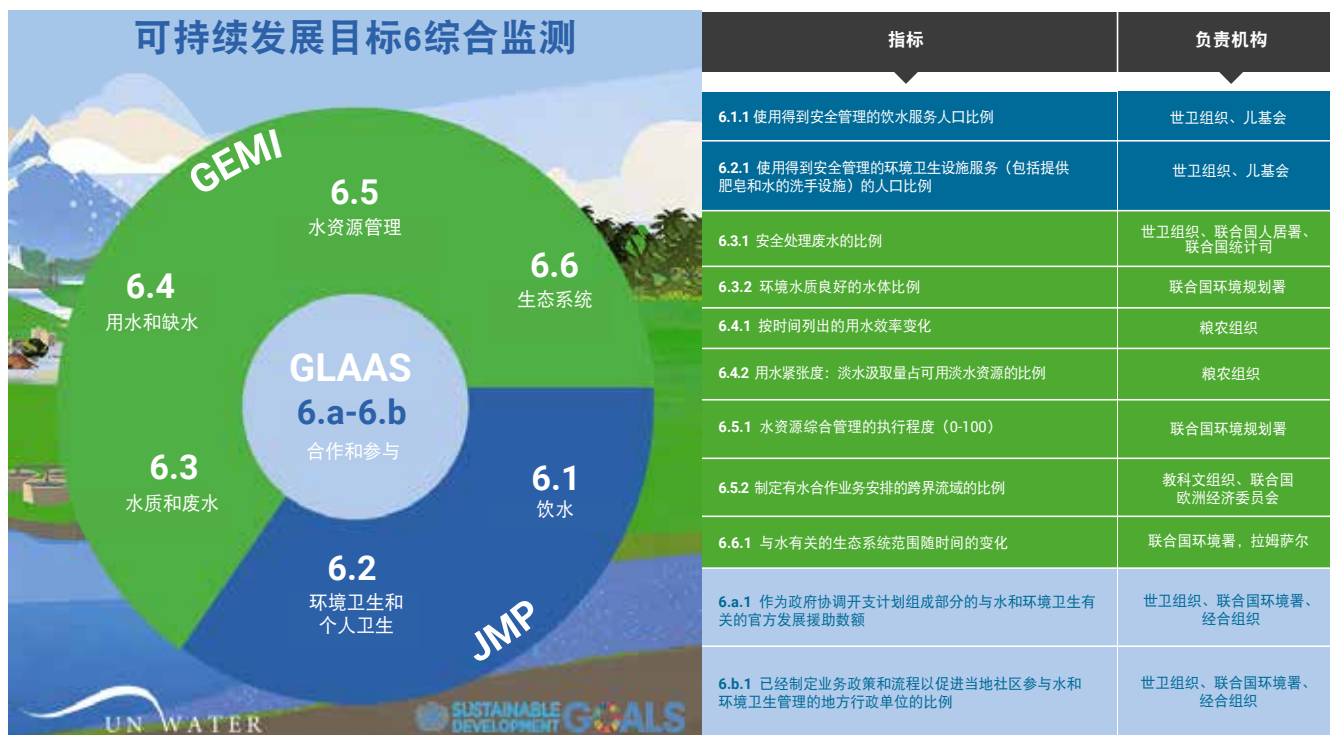 可持续发展目标6综合监测
GEMI
6.5
水资源管理
6.6
生态系统
6.4
用水和缺水
GLAAS
6.a-6.b
合作和参与
6.3
水质和废水
6.1
饮水
6.2
环境卫生和
个人卫生
JMP
UN WATER
SUSTAINABLE
DEVELOPMENT
GOALS
指标
负责机构
6.1.1 使用得到安全管理的饮水服务人口比例
世卫组织、儿基会
6.2.1 使用得到安全管理的环境卫生设施服务（包括提供
肥皂和水的洗手设施）的人口比例
世卫组织、儿基会
6.3.1 安全处理废水的比例
世卫组织、联合国人居署、
联合国统计司
6.3.2 环境水质良好的水体比例
联合国环境规划署
6.4.1 按时间列出的用水效率变化
粮农组织
6.4.2 用水紧张度：淡水汲取量占可用淡水资源的比例
粮农组织
6.5.1 水资源综合管理的执行程度（0-100）
联合国环境规划署
6.5.2 制定有水合作业务安排的跨界流域的比例
教科文组织、联合国
欧洲经济委员会
6.6.1 与水有关的生态系统范围随时间的变化
联合国环境署，拉姆萨尔
6.a.1 作为政府协调开支计划组成部分的与水和环境卫生有
关的官方发展援助数额
世卫组织、联合国环境署、
经合组织
6.b.1 已经制定业务政策和流程以促进当地社区参与水和
环境卫生管理的地方行政单位的比例
世卫组织、联合国环境署、
经合组织